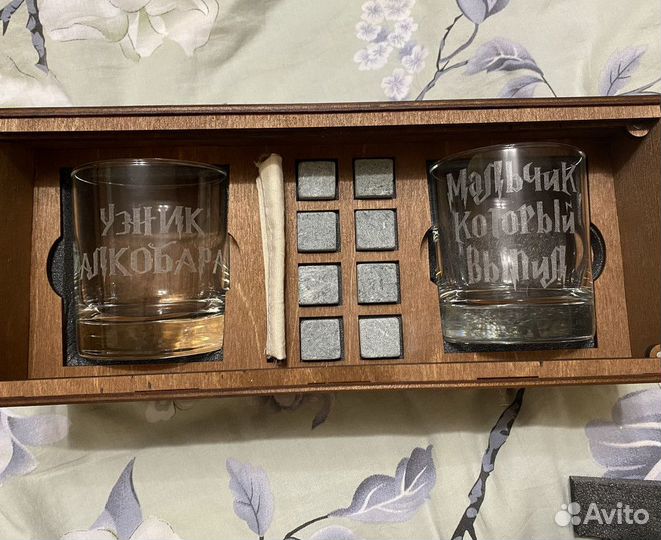 Узник
Алкобара
Мальчик,
который
выпил
Avito